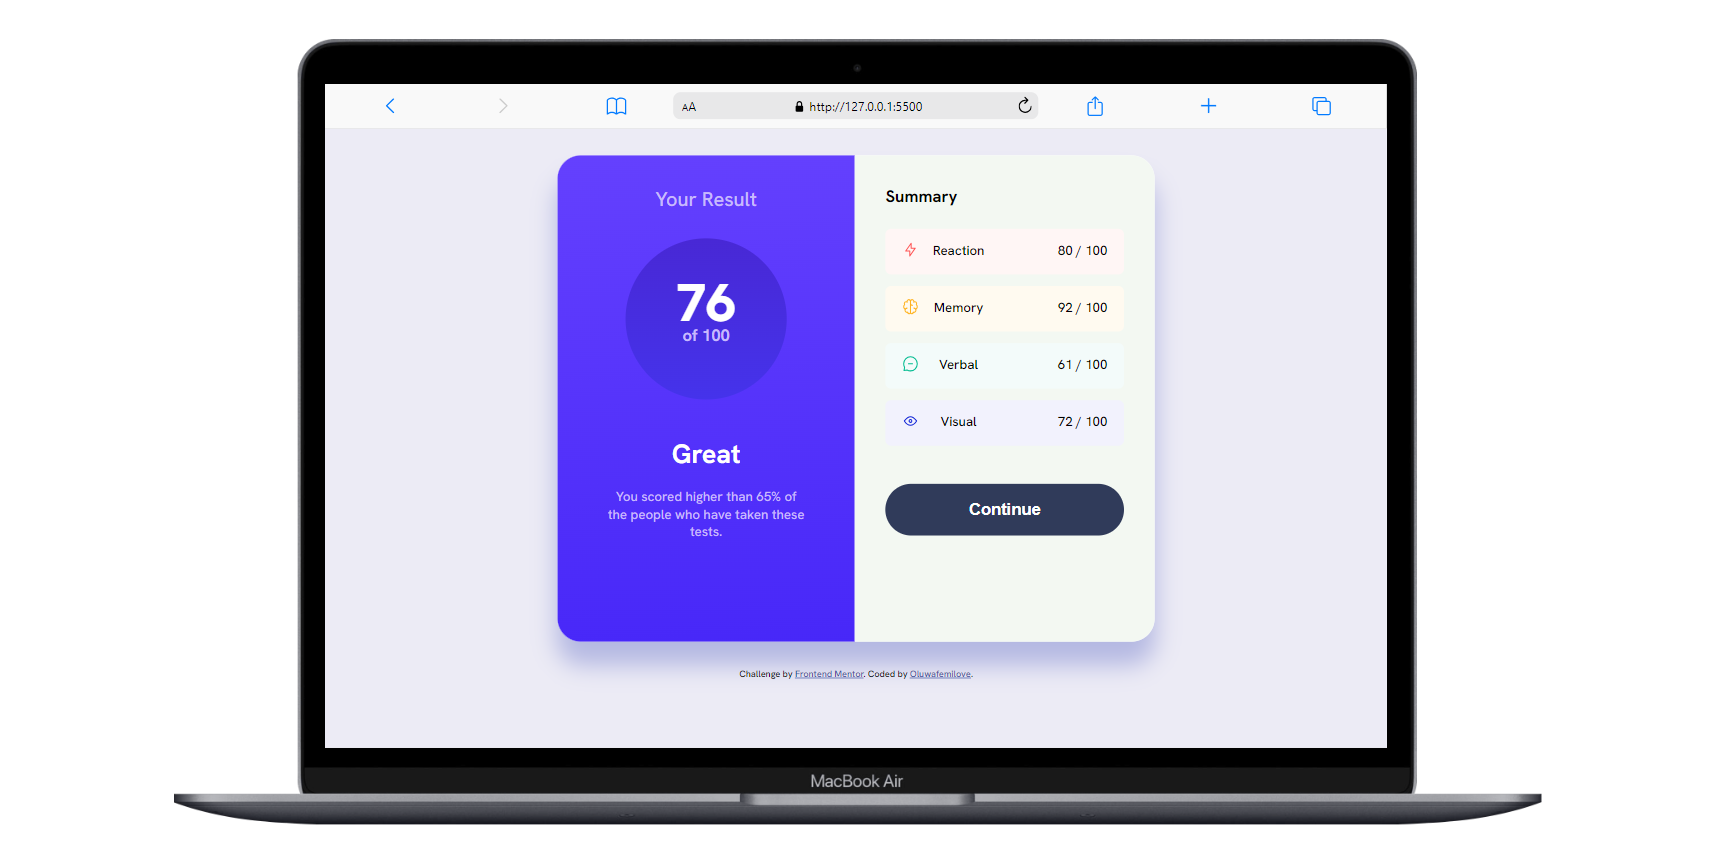 AA
http://127.0.0.1:5500
Your Result
76
of 100
Great
You scored higher than 65% of
the people who have taken these
tests.
Summary
Reaction 80 / 100
Memory 92 / 100
Verbal 61 / 100
Visual 72 / 100
Continue
Challenge by Frontend Mentor. Coded by Oluwafemilove.
MacBook Air